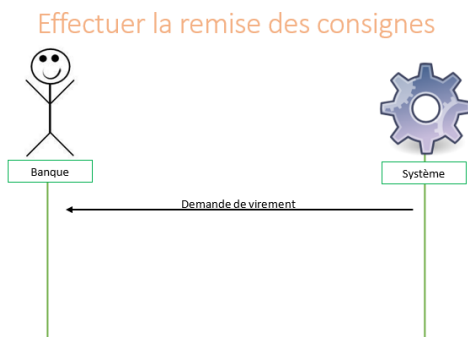 Effectuer la remise des consignes
Banque
Système
Demande de virement